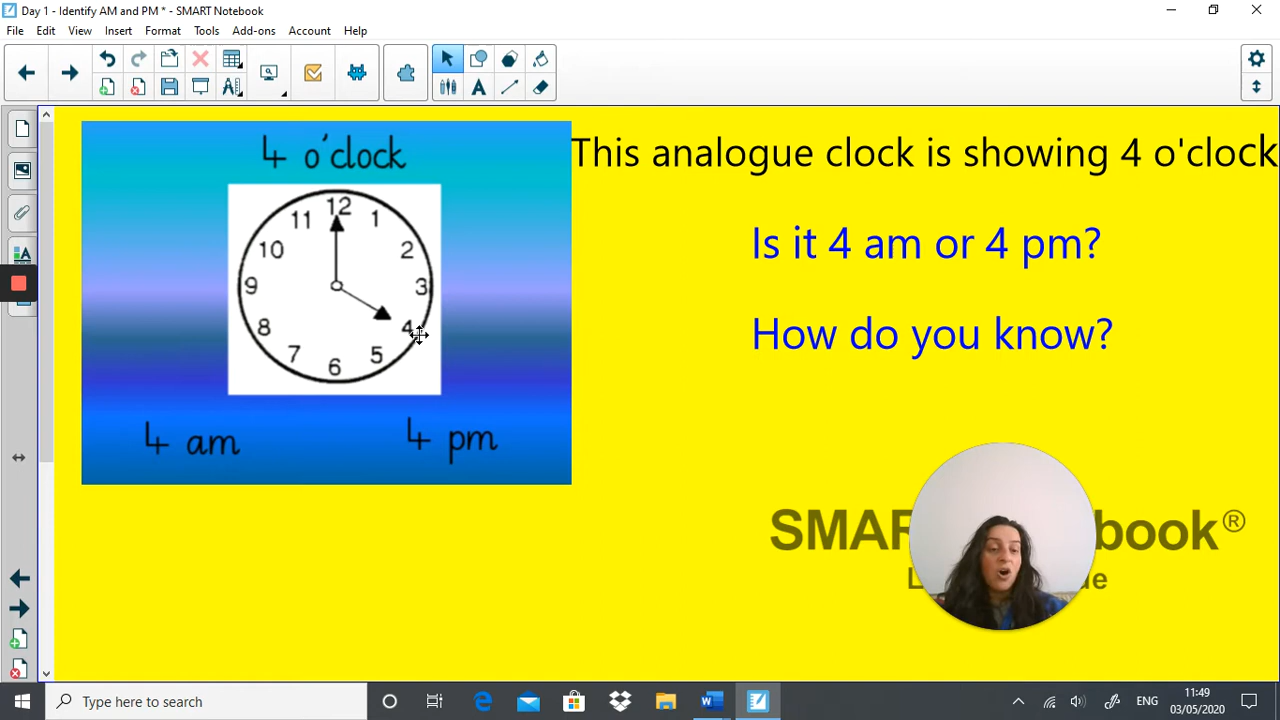 Day 1 - Identify AM and PM * - SMART Notebook
File Edit View Insert Format Tools Add-ons Account Help
4 o'clock
This analogue clock is showing 4 o'clock
12
11 1
10 2
9 3
8 4
7 5
6
Is it 4 am or 4 pm?
How do you know?
4 am 4 pm
SMAR book®
L de
Type here to search
ENG
11:49
03/05/2020